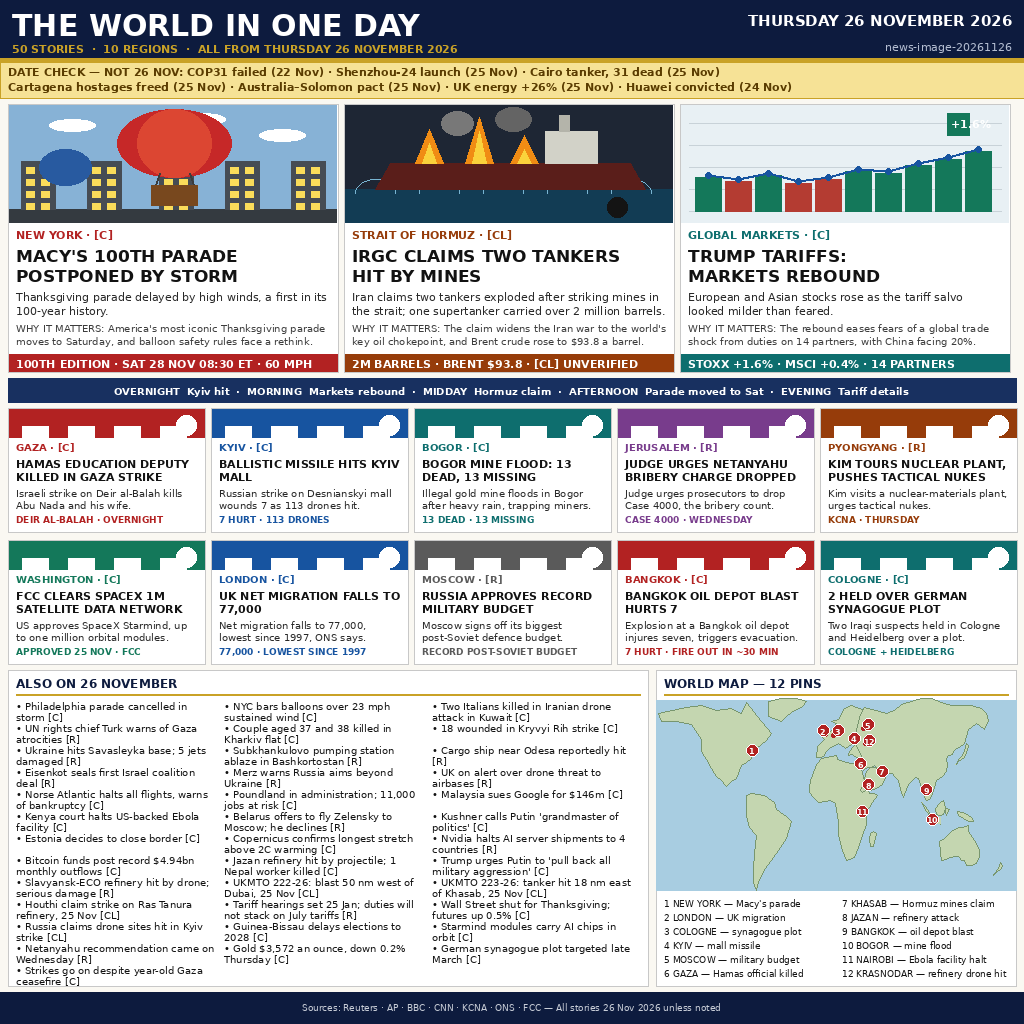 THE WORLD IN ONE DAY
50 STORIES · 10 REGIONS · ALL FROM THURSDAY 26 NOVEMBER 2026
THURSDAY 26 NOVEMBER 2026
news-image-20261126
DATE CHECK — NOT 26 NOV: COP31 failed (22 Nov) · Shenzhou-24 launch (25 Nov) · Cairo tanker, 31 dead (25 Nov)
Cartagena hostages freed (25 Nov) · Australia–Solomon pact (25 Nov) · UK energy +26% (25 Nov) · Huawei convicted (24 Nov)
NEW YORK · [C]
MACY'S 100TH PARADE
POSTPONED BY STORM
Thanksgiving parade delayed by high winds, a first in its
100-year history.
WHY IT MATTERS: America's most iconic Thanksgiving parade
moves to Saturday, and balloon safety rules face a rethink.
100TH EDITION · SAT 28 NOV 08:30 ET · 60 MPH
STRAIT OF HORMUZ · [CL]
IRGC CLAIMS TWO TANKERS
HIT BY MINES
Iran claims two tankers exploded after striking mines in
the strait; one supertanker carried over 2 million barrels.
WHY IT MATTERS: The claim widens the Iran war to the world's
key oil chokepoint, and Brent crude rose to $93.8 a barrel.
2M BARRELS · BRENT $93.8 · [CL] UNVERIFIED
+1.6%
GLOBAL MARKETS · [C]
TRUMP TARIFFS:
MARKETS REBOUND
European and Asian stocks rose as the tariff salvo
looked milder than feared.
WHY IT MATTERS: The rebound eases fears of a global trade
shock from duties on 14 partners, with China facing 20%.
STOXX +1.6% · MSCI +0.4% · 14 PARTNERS
OVERNIGHT Kyiv hit · MORNING Markets rebound · MIDDAY Hormuz claim · AFTERNOON Parade moved to Sat · EVENING Tariff details
GAZA · [C]
HAMAS EDUCATION DEPUTY
KILLED IN GAZA STRIKE
Israeli strike on Deir al-Balah kills
Abu Nada and his wife.
DEIR AL-BALAH · OVERNIGHT
KYIV · [C]
BALLISTIC MISSILE HITS KYIV
MALL
Russian strike on Desnianskyi mall
wounds 7 as 113 drones hit.
7 HURT · 113 DRONES
BOGOR · [C]
BOGOR MINE FLOOD: 13
DEAD, 13 MISSING
Illegal gold mine floods in Bogor
after heavy rain, trapping miners.
13 DEAD · 13 MISSING
JERUSALEM · [R]
JUDGE URGES NETANYAHU
BRIBERY CHARGE DROPPED
Judge urges prosecutors to drop
Case 4000, the bribery count.
CASE 4000 · WEDNESDAY
PYONGYANG · [R]
KIM TOURS NUCLEAR PLANT,
PUSHES TACTICAL NUKES
Kim visits a nuclear-materials plant,
urges tactical nukes.
KCNA · THURSDAY
WASHINGTON · [C]
FCC CLEARS SPACEX 1M
SATELLITE DATA NETWORK
US approves SpaceX Starmind, up
to one million orbital modules.
APPROVED 25 NOV · FCC
LONDON · [C]
UK NET MIGRATION FALLS TO
77,000
Net migration falls to 77,000,
lowest since 1997, ONS says.
77,000 · LOWEST SINCE 1997
MOSCOW · [R]
RUSSIA APPROVES RECORD
MILITARY BUDGET
Moscow signs off its biggest
post-Soviet defence budget.
RECORD POST-SOVIET BUDGET
BANGKOK · [C]
BANGKOK OIL DEPOT BLAST
HURTS 7
Explosion at a Bangkok oil depot
injures seven, triggers evacuation.
7 HURT · FIRE OUT IN ~30 MIN
COLOGNE · [C]
2 HELD OVER GERMAN
SYNAGOGUE PLOT
Two Iraqi suspects held in Cologne
and Heidelberg over a plot.
COLOGNE + HEIDELBERG
ALSO ON 26 NOVEMBER
• Philadelphia parade cancelled in
storm [C]
• UN rights chief Turk warns of Gaza
atrocities [R]
• Ukraine hits Savasleyka base; 5 jets
damaged [R]
• Eisenkot seals first Israel coalition
deal [R]
• Norse Atlantic halts all flights, warns
of bankruptcy [C]
• Kenya court halts US-backed Ebola
facility [C]
• Estonia decides to close border [C]
• Bitcoin funds post record $4.94bn
monthly outflows [C]
• Slavyansk-ECO refinery hit by drone;
serious damage [R]
• Houthi claim strike on Ras Tanura
refinery, 25 Nov [CL]
• Russia claims drone sites hit in Kyiv
strike [CL]
• Netanyahu recommendation came on
Wednesday [R]
• Strikes go on despite year-old Gaza
ceasefire [C]
• NYC bars balloons over 23 mph
sustained wind [C]
• Couple aged 37 and 38 killed in
Kharkiv flat [C]
• Subkhankulovo pumping station
ablaze in Bashkortostan [C]
• Merz warns Russia aims beyond
Ukraine [R]
• Poundland in administration; 11,000
jobs at risk [C]
• Belarus offers to fly Zelensky to
Moscow; he declines [R]
• Copernicus confirms longest stretch
above 2C warming [C]
• Jazan refinery hit by projectile; 1
Nepal worker killed [C]
• UKMTO 222-26: blast 50 nm west of
Dubai, 25 Nov [CL]
• Tariff hearings set 25 Jan; duties will
not stack on July tariffs [R]
• Guinea-Bissau delays elections to
2028 [C]
• Gold $3,572 an ounce, down 0.2%
Thursday [C]
• Two Italians killed in Iranian drone
attack in Kuwait [C]
• 18 wounded in Kryvyi Rih strike [C]
• Cargo ship near Odesa reportedly hit
[R]
• UK on alert over drone threat to
airbases [R]
• Malaysia sues Google for $146m [C]
• Kushner calls Putin 'grandmaster of
politics' [C]
• Nvidia halts AI server shipments to 4
countries [R]
• Trump urges Putin to 'pull back all
military aggression' [C]
• UKMTO 223-26: tanker hit 18 nm east
of Khasab, 25 Nov [CL]
• Wall Street shut for Thanksgiving;
futures up 0.5% [C]
• Starmind modules carry AI chips in
orbit [C]
• German synagogue plot targeted late
March [C]
WORLD MAP — 12 PINS
1
2
3
4
5
12
6
7
8
9
11
10
1 NEW YORK — Macy's parade
2 LONDON — UK migration
3 COLOGNE — synagogue plot
4 KYIV — mall missile
5 MOSCOW — military budget
6 GAZA — Hamas official killed
7 KHASAB — Hormuz mines claim
8 JAZAN — refinery attack
9 BANGKOK — oil depot blast
10 BOGOR — mine flood
11 NAIROBI — Ebola facility halt
12 KRASNODAR — refinery drone hit
Sources: Reuters · AP · BBC · CNN · KCNA · ONS · FCC — All stories 26 Nov 2026 unless noted